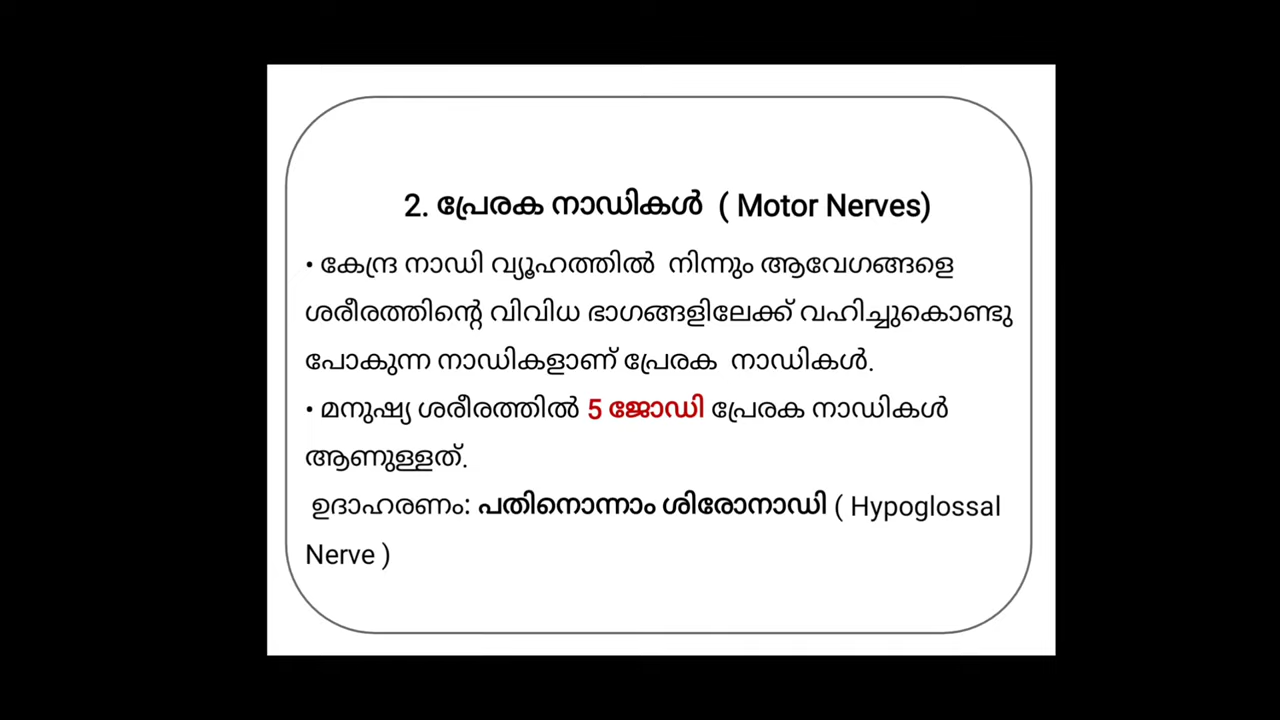 2. പ്രേരക നാഡികൾ ( Motor Nerves)
• കേന്ദ്ര നാഡി വ്യൂഹത്തിൽ നിന്നും ആവേഗങ്ങളെ
ശരീരത്തിന്റെ വിവിധ ഭാഗങ്ങളിലേക്ക് വഹിച്ചുകൊണ്ടു
പോകുന്ന നാഡികളാണ് പ്രേരക നാഡികൾ.
• മനുഷ്യ ശരീരത്തിൽ 5 ജോഡി പ്രേരക നാഡികൾ
ആണുള്ളത്.
ഉദാഹരണം: പതിനൊന്നാം ശിരോനാഡി ( Hypoglossal
Nerve )